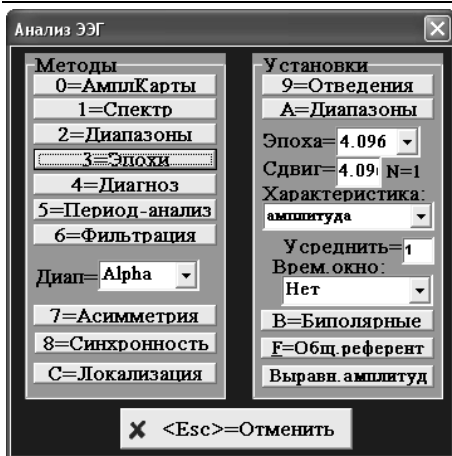 Анализ ЭЭГ
Методы
0=АмплКарты
1=Спектр
2=Диапазоны
3=Эпохи
4=Диагноз
5=Период-анализ
6=Фильтрация
Диап= Alpha
7=Асимметрия
8=Синхронность
С=Локализация
Установки
9=Отведения
А=Диапазоны
Эпоха= 4.096
Сдвиг= 4.09 N=1
Характеристика:
амплитуда
Усреднить= 1
Врем.окно:
Нет
В=Биполярные
F=Общ.референт
Выравн.амплитуд
<Esc>=Отменить